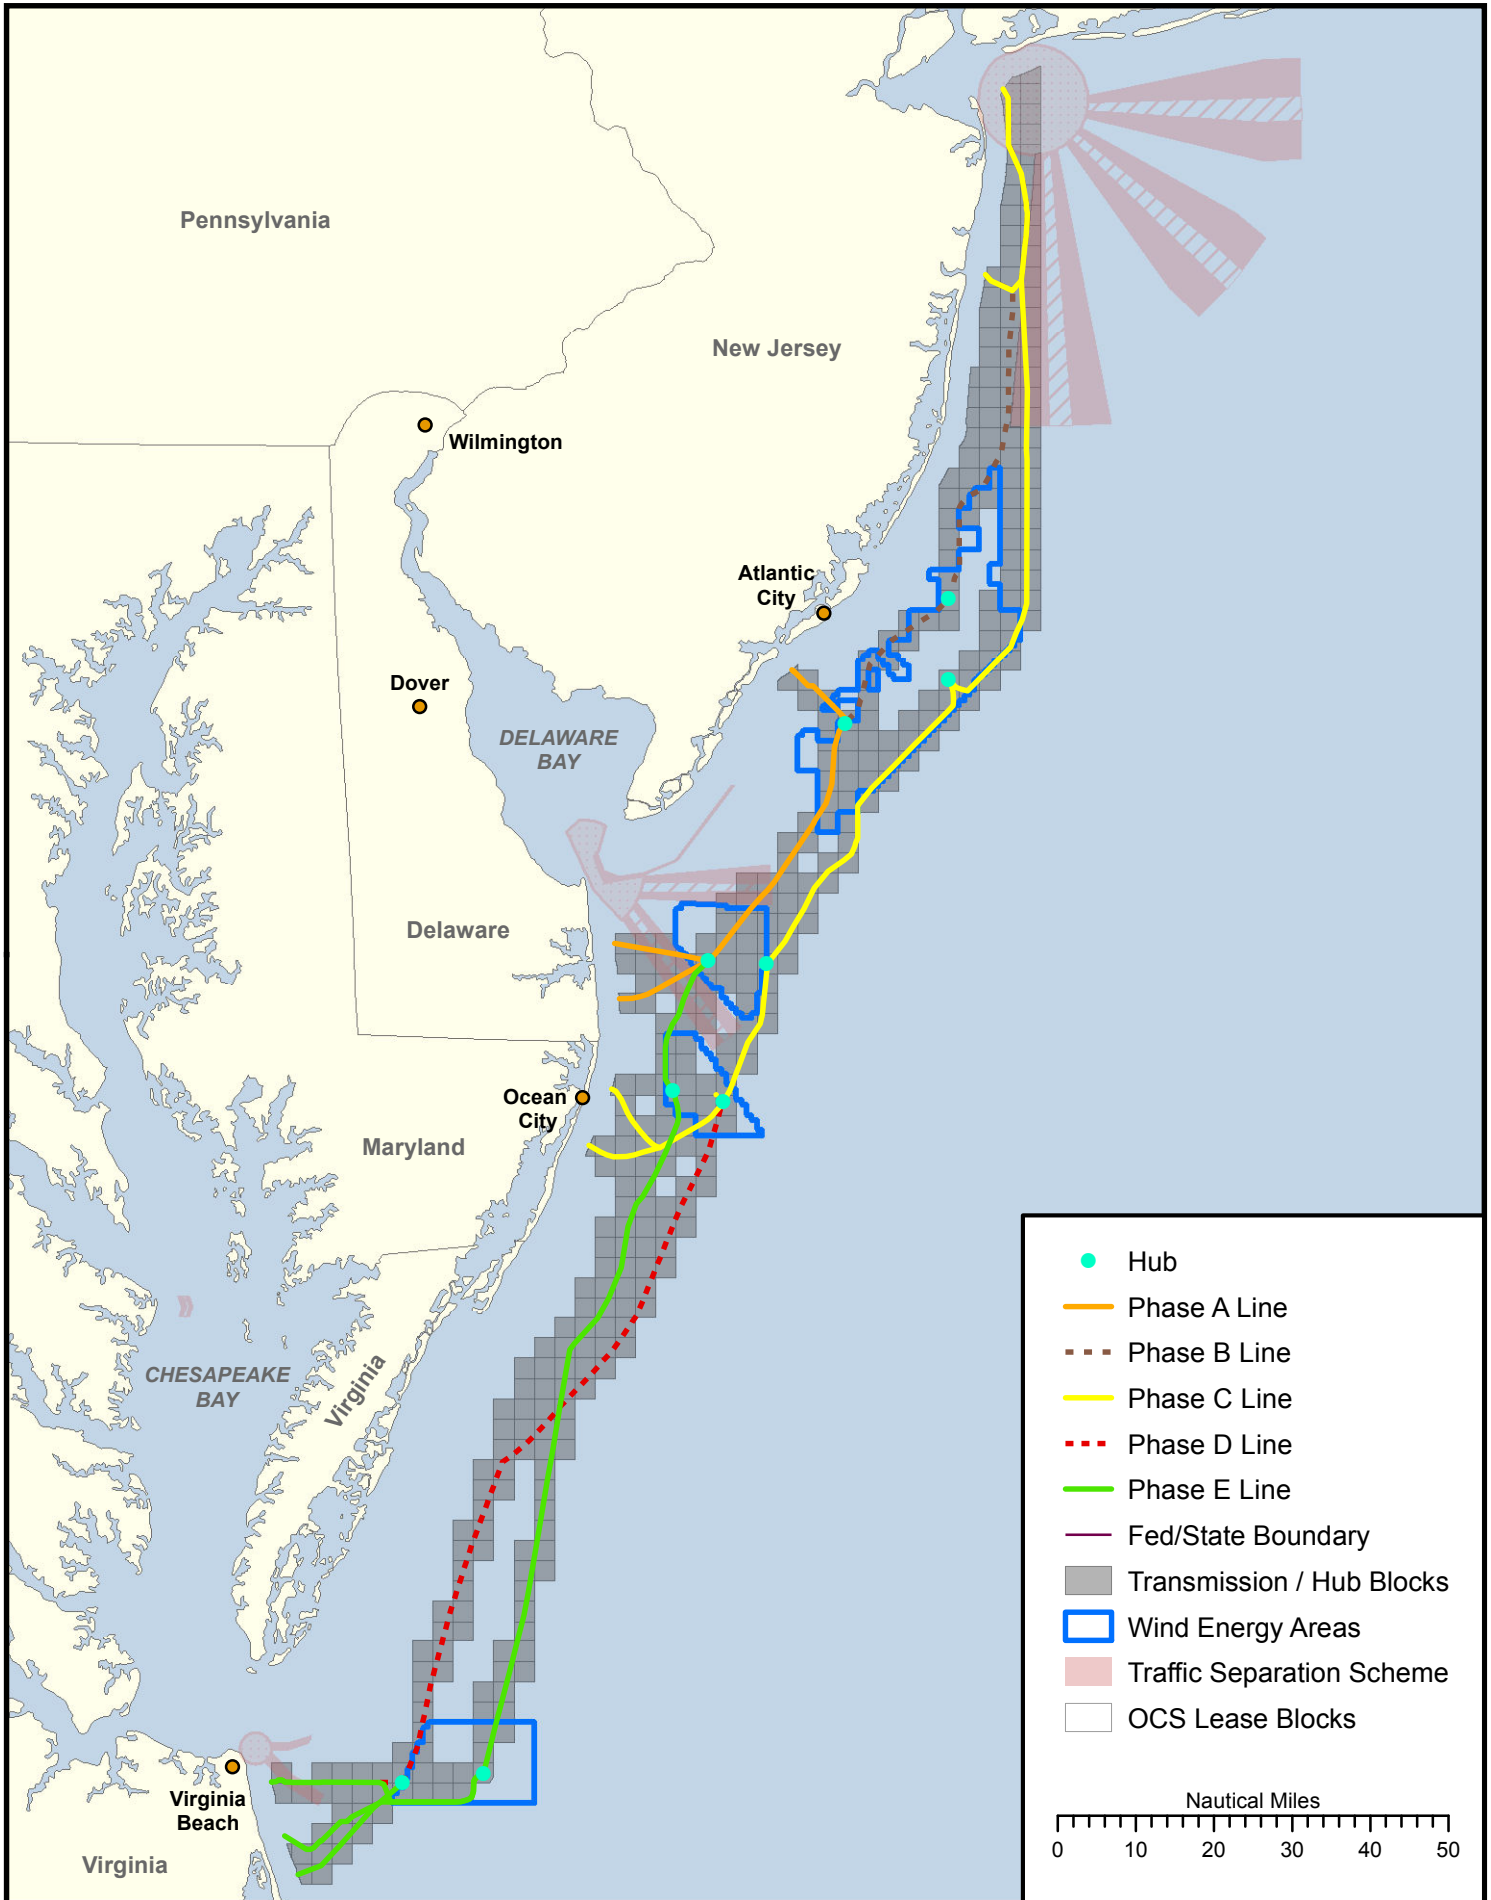 Pennsylvania
New Jersey
Wilmington
Atlantic
City
Dover
DELAWARE
BAY
Delaware
Ocean
City
Maryland
CHESAPEAKE
BAY
Virginia
Virginia
Beach
Virginia
Hub
Phase A Line
Phase B Line
Phase C Line
Phase D Line
Phase E Line
Fed/State Boundary
Transmission / Hub Blocks
Wind Energy Areas
Traffic Separation Scheme
OCS Lease Blocks
Nautical Miles
0 10 20 30 40 50